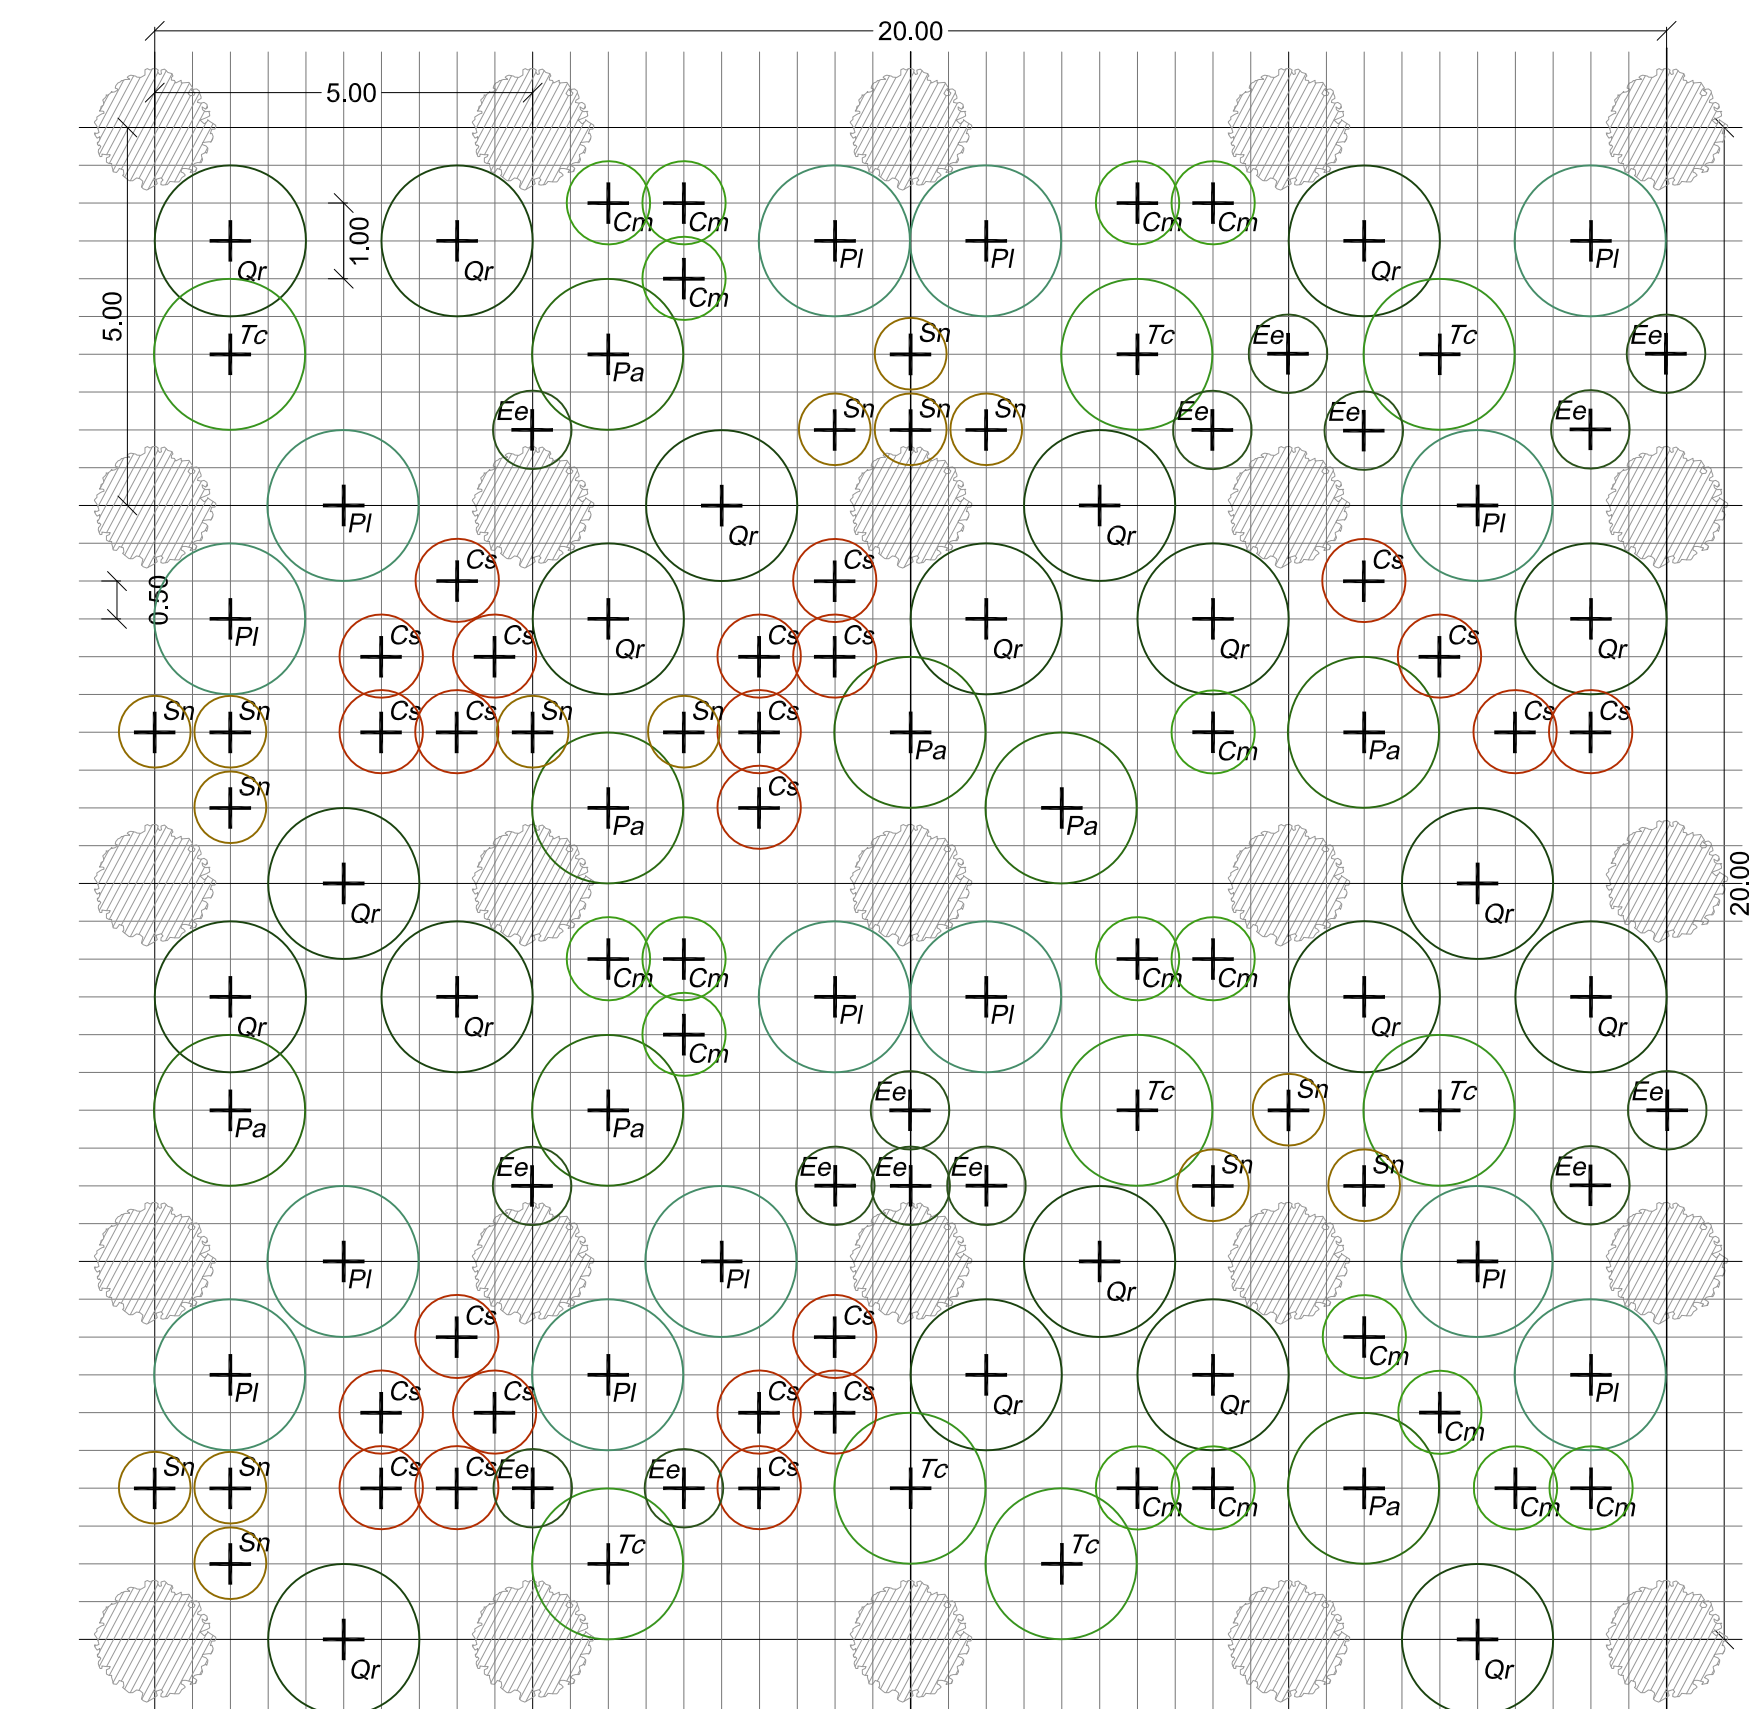 20.00
5.00
Cm Cm Cm Cm
Qr Qr 1.00 Pl Pl Qr Pl
Cm
5.00 Tc Pa Sn Tc Ee Tc Ee
Ee Sn Sn Sn Ee Ee Ee
Pl Qr Qr Pl
Cs Cs Cs
0.50 Pl Qr Qr Qr Qr
Cs Cs Cs Cs Cs
Sn Sn Cs Cs Sn Sn Cs Pa Cm Pa Cs Cs
Sn Pa Cs Pa
Qr Qr 20.00
Cm Cm Cm Cm
Qr Qr Pl Pl Qr Qr
Cm
Pa Pa Ee Tc Sn Tc Ee
Ee Ee Ee Ee Sn Sn Ee
Pl Pl Qr Pl
Cs Cs Cm
Pl Pl Qr Qr Pl
Cs Cs Cs Cs Cm
Sn Sn Cs Cs Ee Ee Cs Tc Cm Cm Pa Cm Cm
Sn Tc Tc
Qr Qr